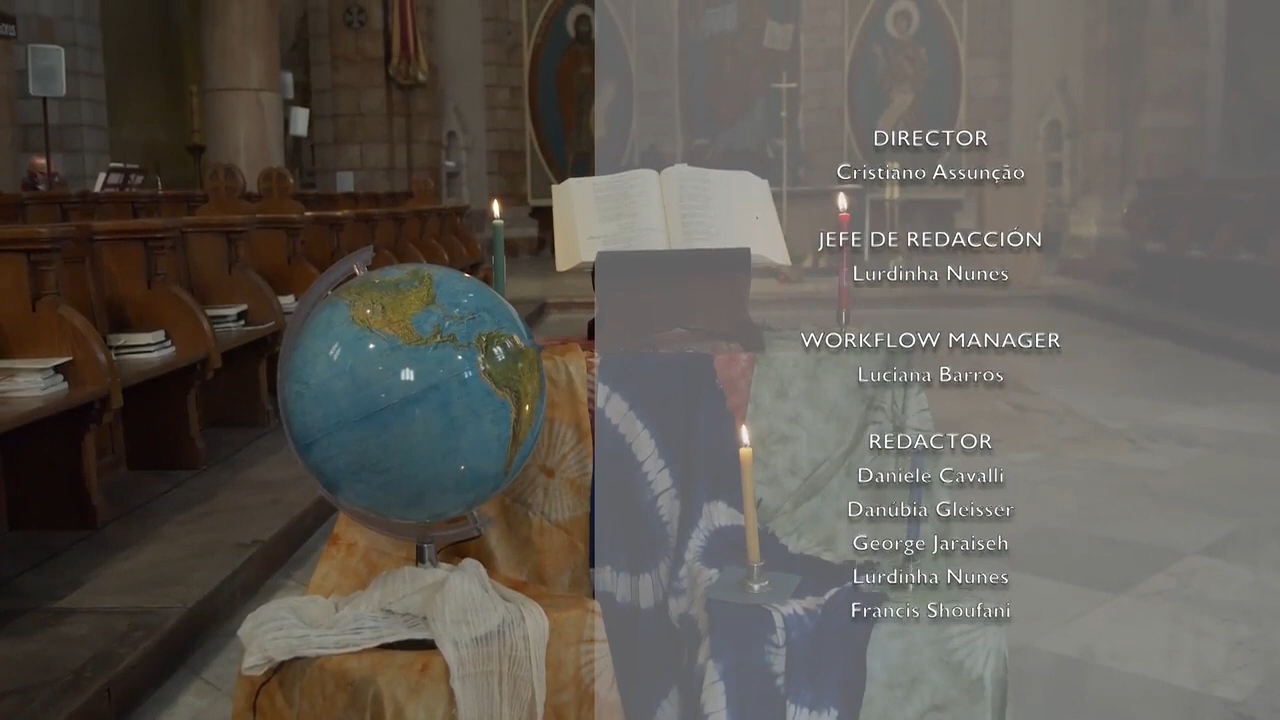 DIRECTOR
Cristiano Assunção
JEFE DE REDACCIÓN
Lurdinha Nunes
WORKFLOW MANAGER
Luciana Barros
REDACTOR
Daniele Cavalli
Danúbia Gleisser
George Jaraiseh
Lurdinha Nunes
Francis Shoufani